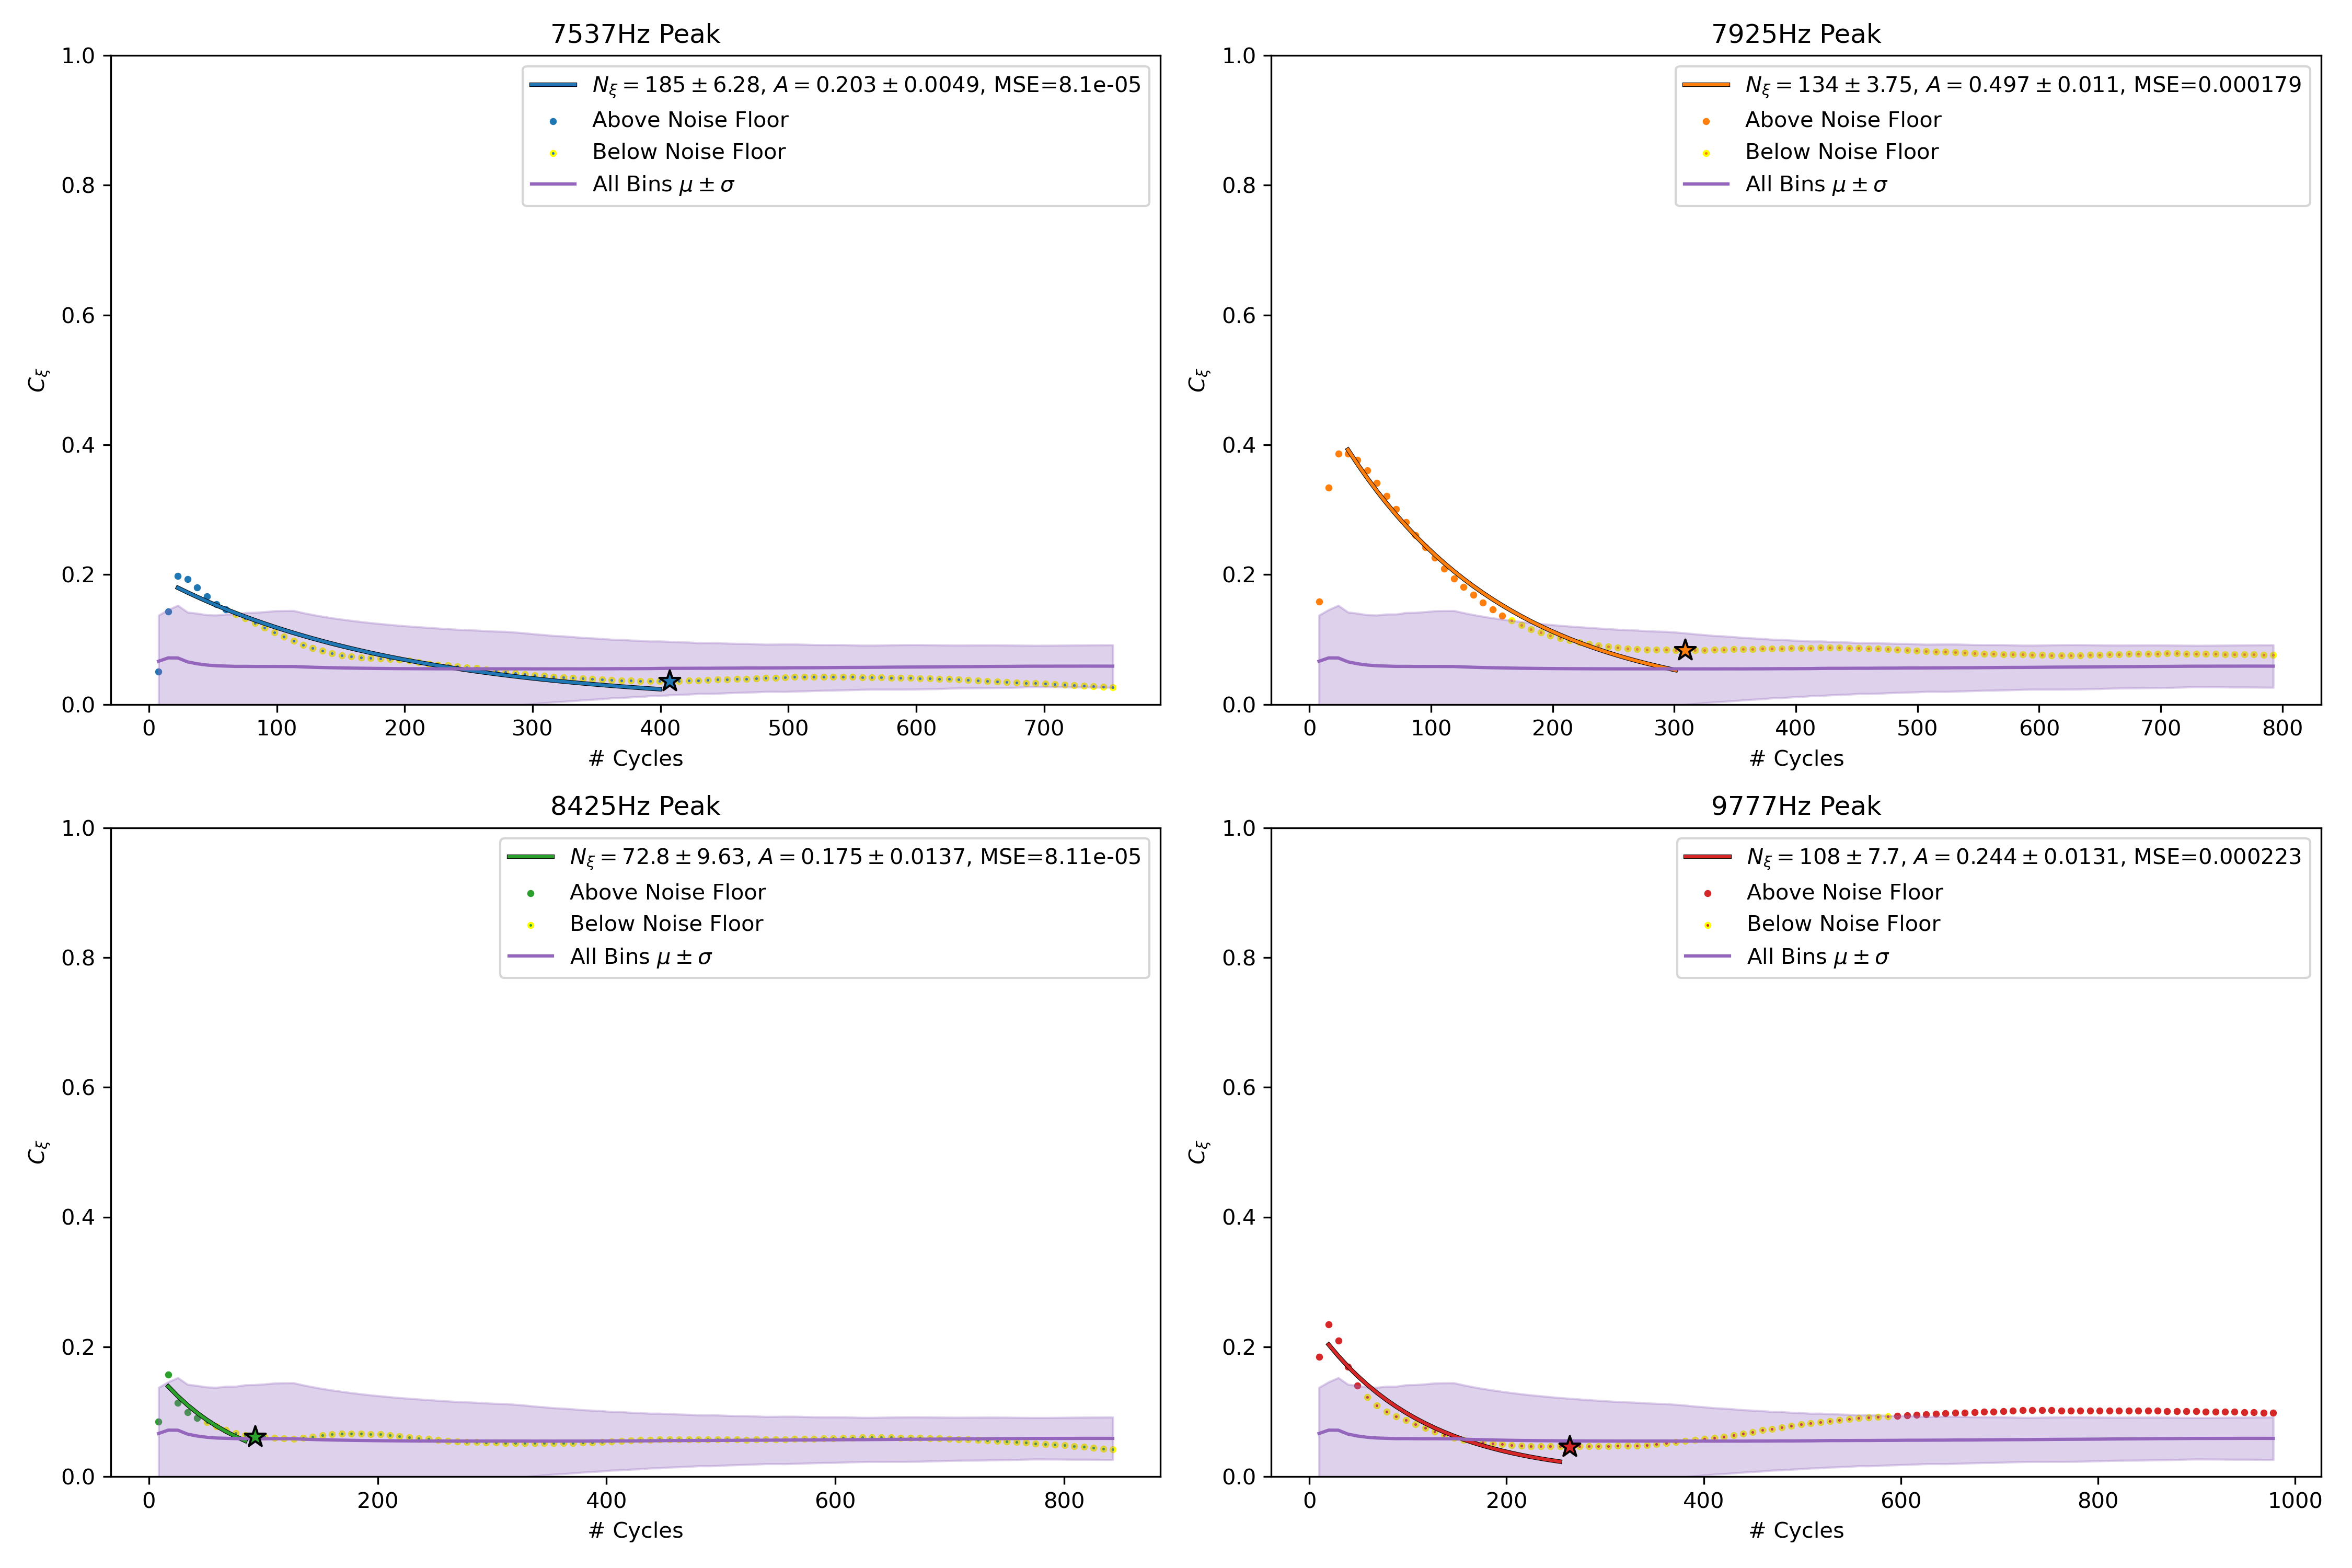 7537Hz Peak
1.0
0.8
0.6
0.4
0.2
0.0
Cξ
Nξ = 185 ± 6.28, A = 0.203 ± 0.0049, MSE=8.1e-05
Above Noise Floor
Below Noise Floor
All Bins μ ± σ
0 100 200 300 400 500 600 700
# Cycles
7925Hz Peak
1.0
0.8
0.6
0.4
0.2
0.0
Cξ
Nξ = 134 ± 3.75, A = 0.497 ± 0.011, MSE=0.000179
Above Noise Floor
Below Noise Floor
All Bins μ ± σ
0 100 200 300 400 500 600 700 800
# Cycles
8425Hz Peak
1.0
0.8
0.6
0.4
0.2
0.0
Cξ
Nξ = 72.8 ± 9.63, A = 0.175 ± 0.0137, MSE=8.11e-05
Above Noise Floor
Below Noise Floor
All Bins μ ± σ
0 200 400 600 800
# Cycles
9777Hz Peak
1.0
0.8
0.6
0.4
0.2
0.0
Cξ
Nξ = 108 ± 7.7, A = 0.244 ± 0.0131, MSE=0.000223
Above Noise Floor
Below Noise Floor
All Bins μ ± σ
0 200 400 600 800 1000
# Cycles